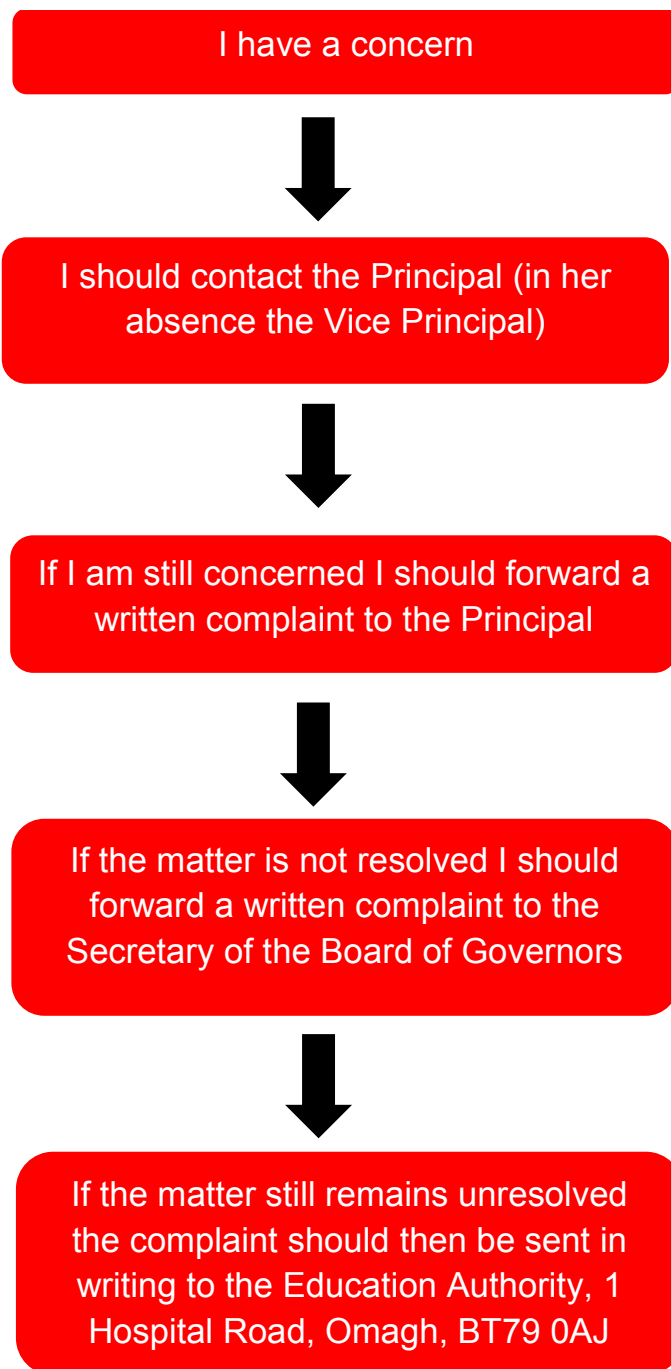 I have a concern
I should contact the Principal (in her
absence the Vice Principal)
If I am still concerned I should forward a
written complaint to the Principal
If the matter is not resolved I should
forward a written complaint to the
Secretary of the Board of Governors
If the matter still remains unresolved
the complaint should then be sent in
writing to the Education Authority, 1
Hospital Road, Omagh, BT79 0AJ